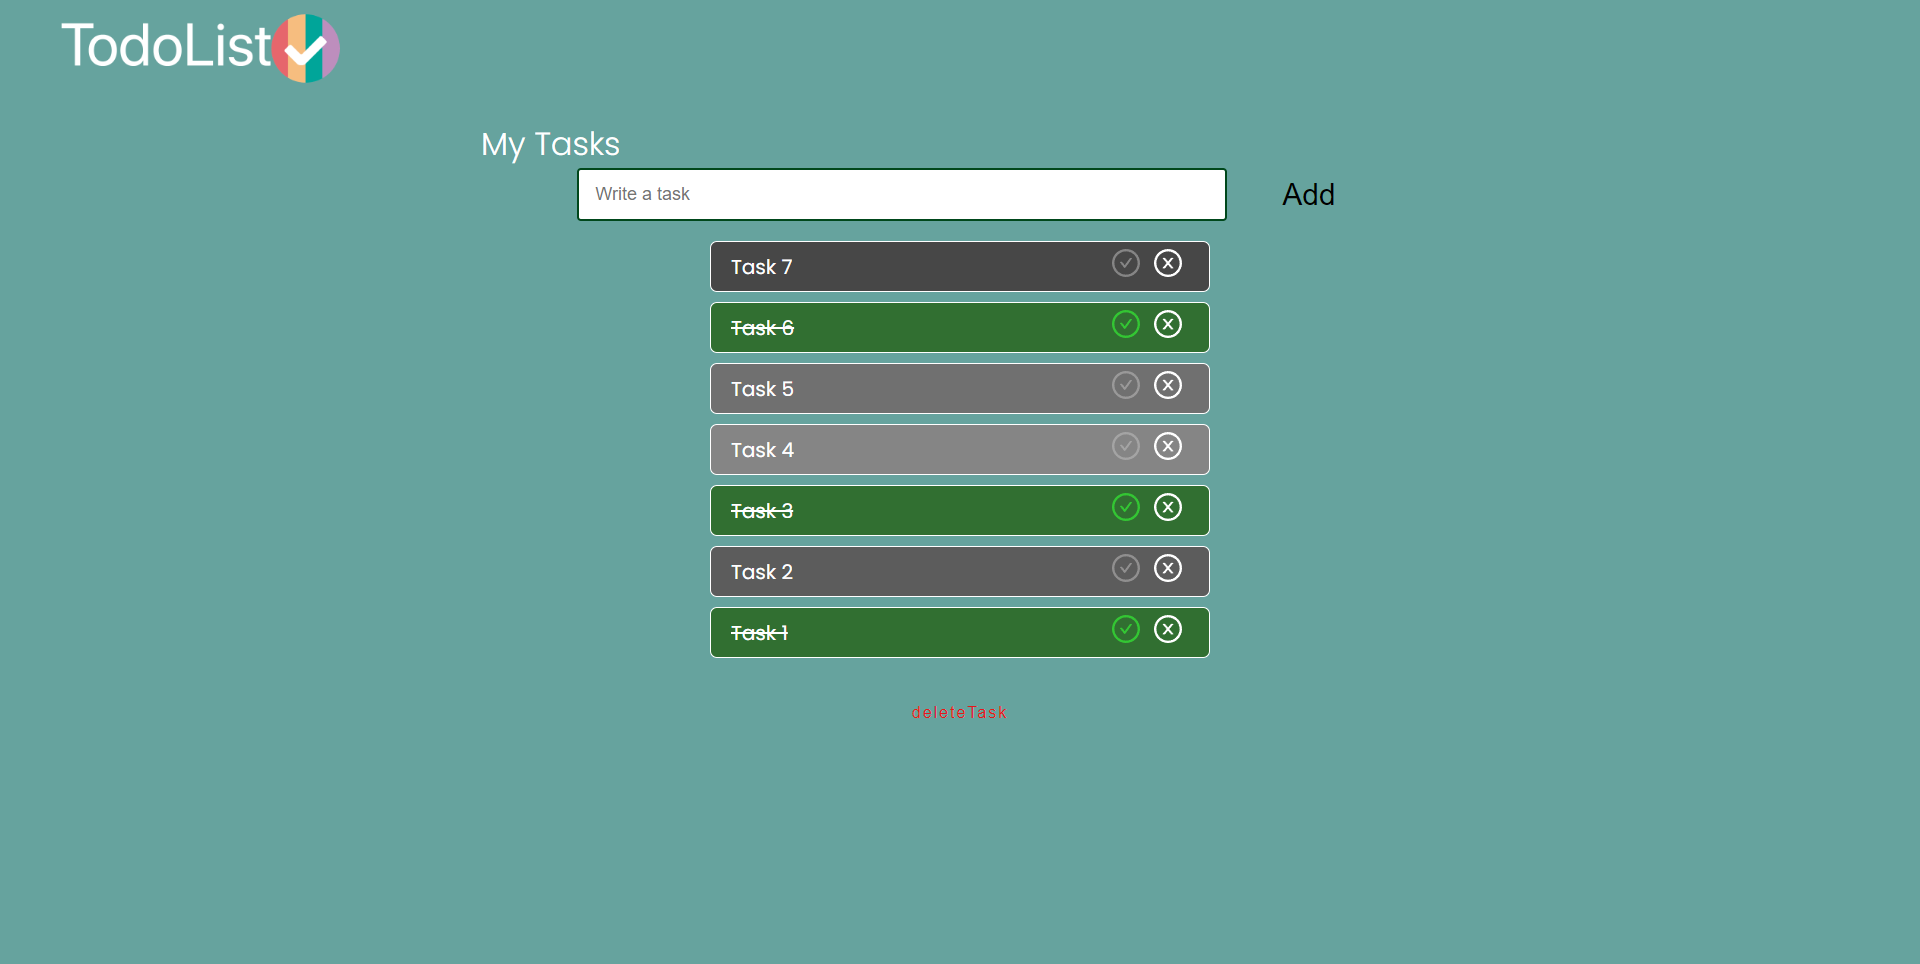 TodoList
My Tasks
Write a task
Add
Task 7
Task 6
Task 5
Task 4
Task 3
Task 2
Task 1
deleteTask